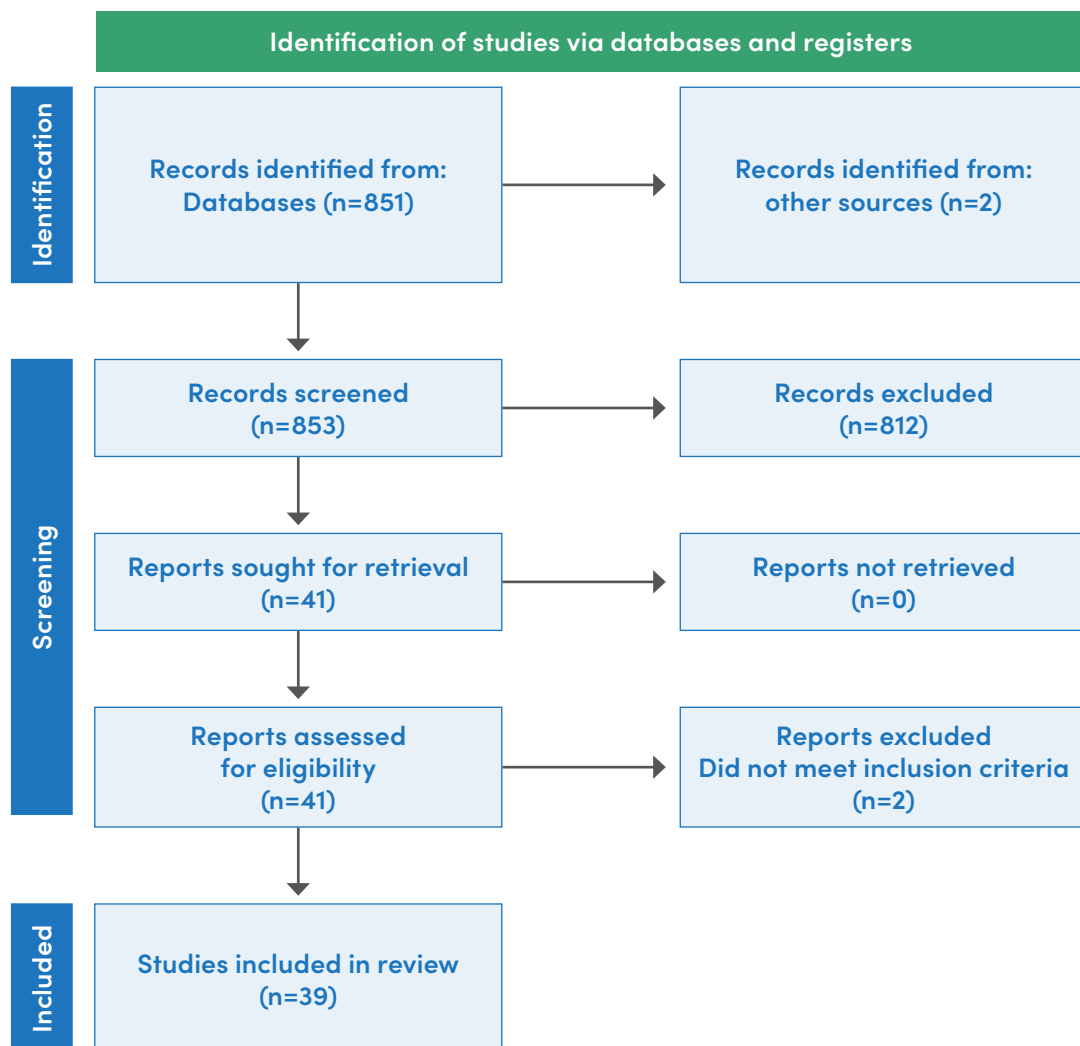 Identification of studies via databases and registers
Identification
Records identified from:
Databases (n=851)
Records identified from:
other sources (n=2)
Screening
Records screened
(n=853)
Records excluded
(n=812)
Reports sought for retrieval
(n=41)
Reports not retrieved
(n=0)
Reports assessed
for eligibility
(n=41)
Reports excluded
Did not meet inclusion criteria
(n=2)
Included
Studies included in review
(n=39)